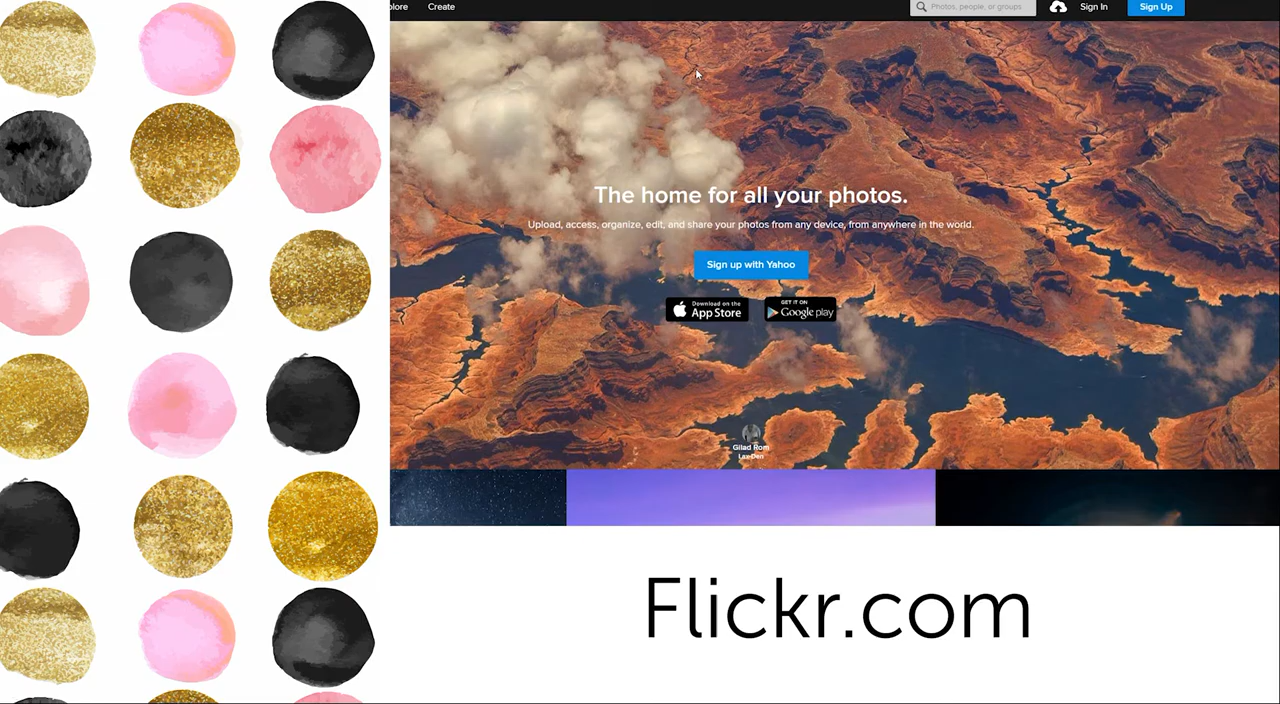 plore Create
Photos, people, or groups
Sign In
Sign Up
The home for all your photos.
Upload, access, organize, edit, and share your photos from any device, from anywhere in the world.
Sign up with Yahoo
Download on the
App Store
GET IT ON
Google play
Gilad Rom
Lax-Den
Flickr.com